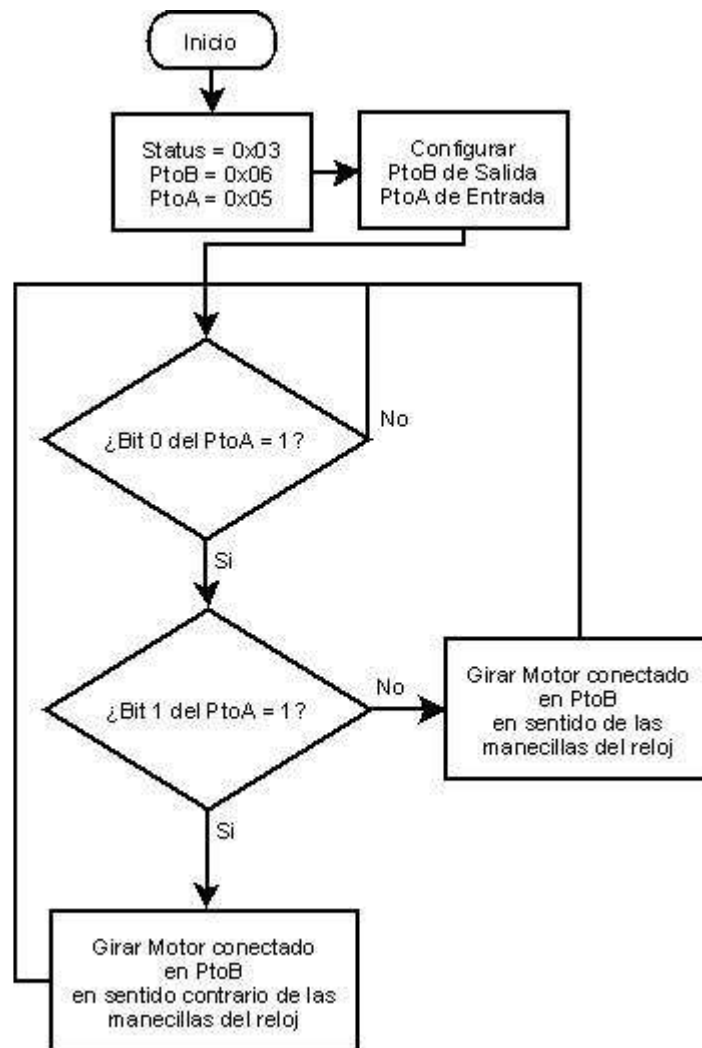 Inicio
Status = 0x03
PtoB = 0x06
PtoA = 0x05
Configurar
PtoB de Salida
PtoA de Entrada
¿Bit 0 del PtoA = 1?
No
Si
¿Bit 1 del PtoA = 1?
No
Girar Motor conectado
en PtoB
en sentido de las
manecillas del reloj
Si
Girar Motor conectado
en PtoB
en sentido contrario de las
manecillas del reloj